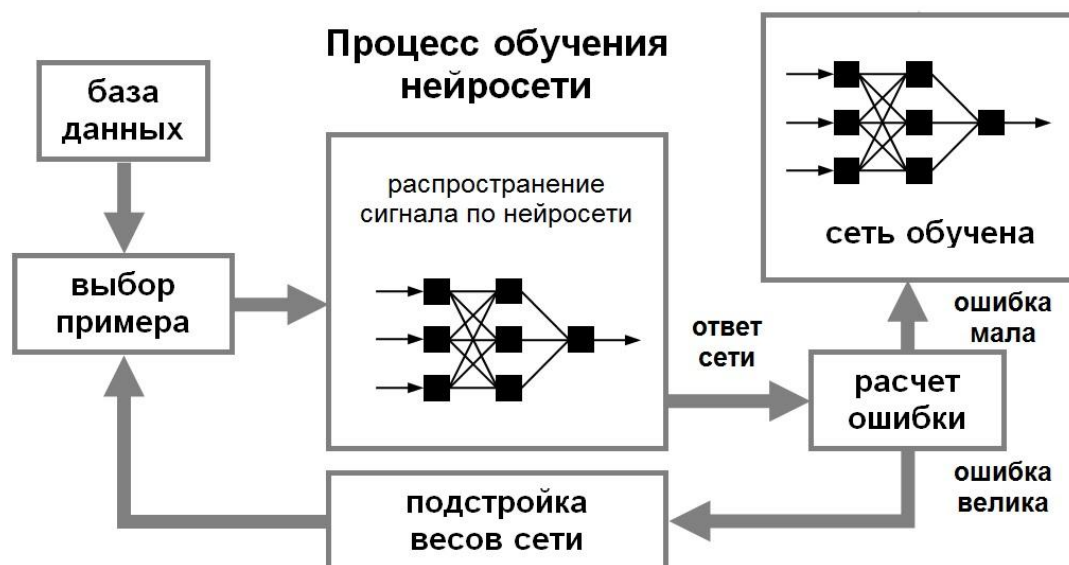 Процесс обучения
нейросети
база
данных
выбор
примера
распространение
сигнала по нейросети
ответ
сети
расчет
ошибки
ошибка
мала
сеть обучена
ошибка
велика
подстройка
весов сети